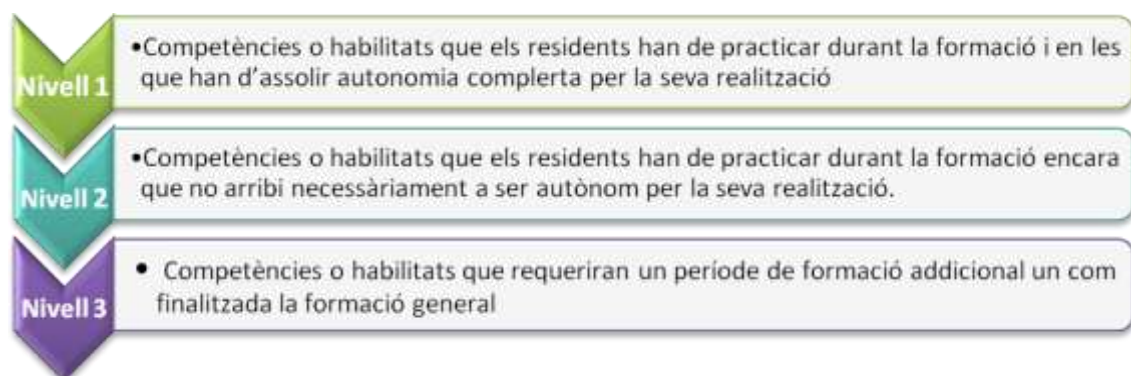 Nivell 1
•Competències o habilitats que els residents han de practicar durant la formació i en les
que han d'assolir autonomia complerta per la seva realització
Nivell 2
•Competències o habilitats que els residents han de practicar durant la formació encara
que no arribi necessàriament a ser autònom per la seva realització.
Nivell 3
• Competències o habilitats que requeriran un període de formació addicional un com
finalitzada la formació general